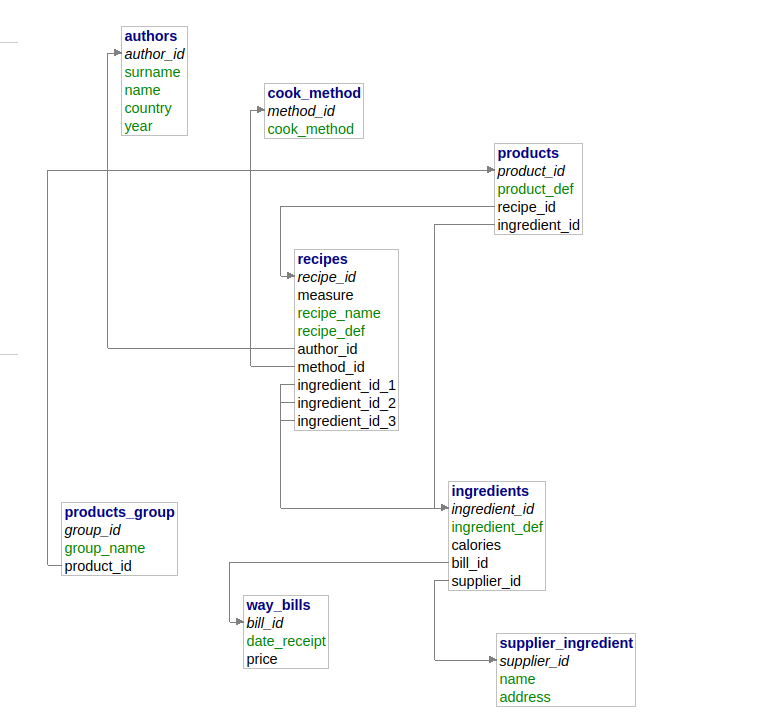 authors
author_id
surname
name
country
year
cook_method
method_id
cook_method
products
product_id
product_def
recipe_id
ingredient_id
recipes
recipe_id
measure
recipe_name
recipe_def
author_id
method_id
ingredient_id_1
ingredient_id_2
ingredient_id_3
ingredients
ingredient_id
ingredient_def
calories
bill_id
supplier_id
products_group
group_id
group_name
product_id
way_bills
bill_id
date_receipt
price
supplier_ingredient
supplier_id
name
address